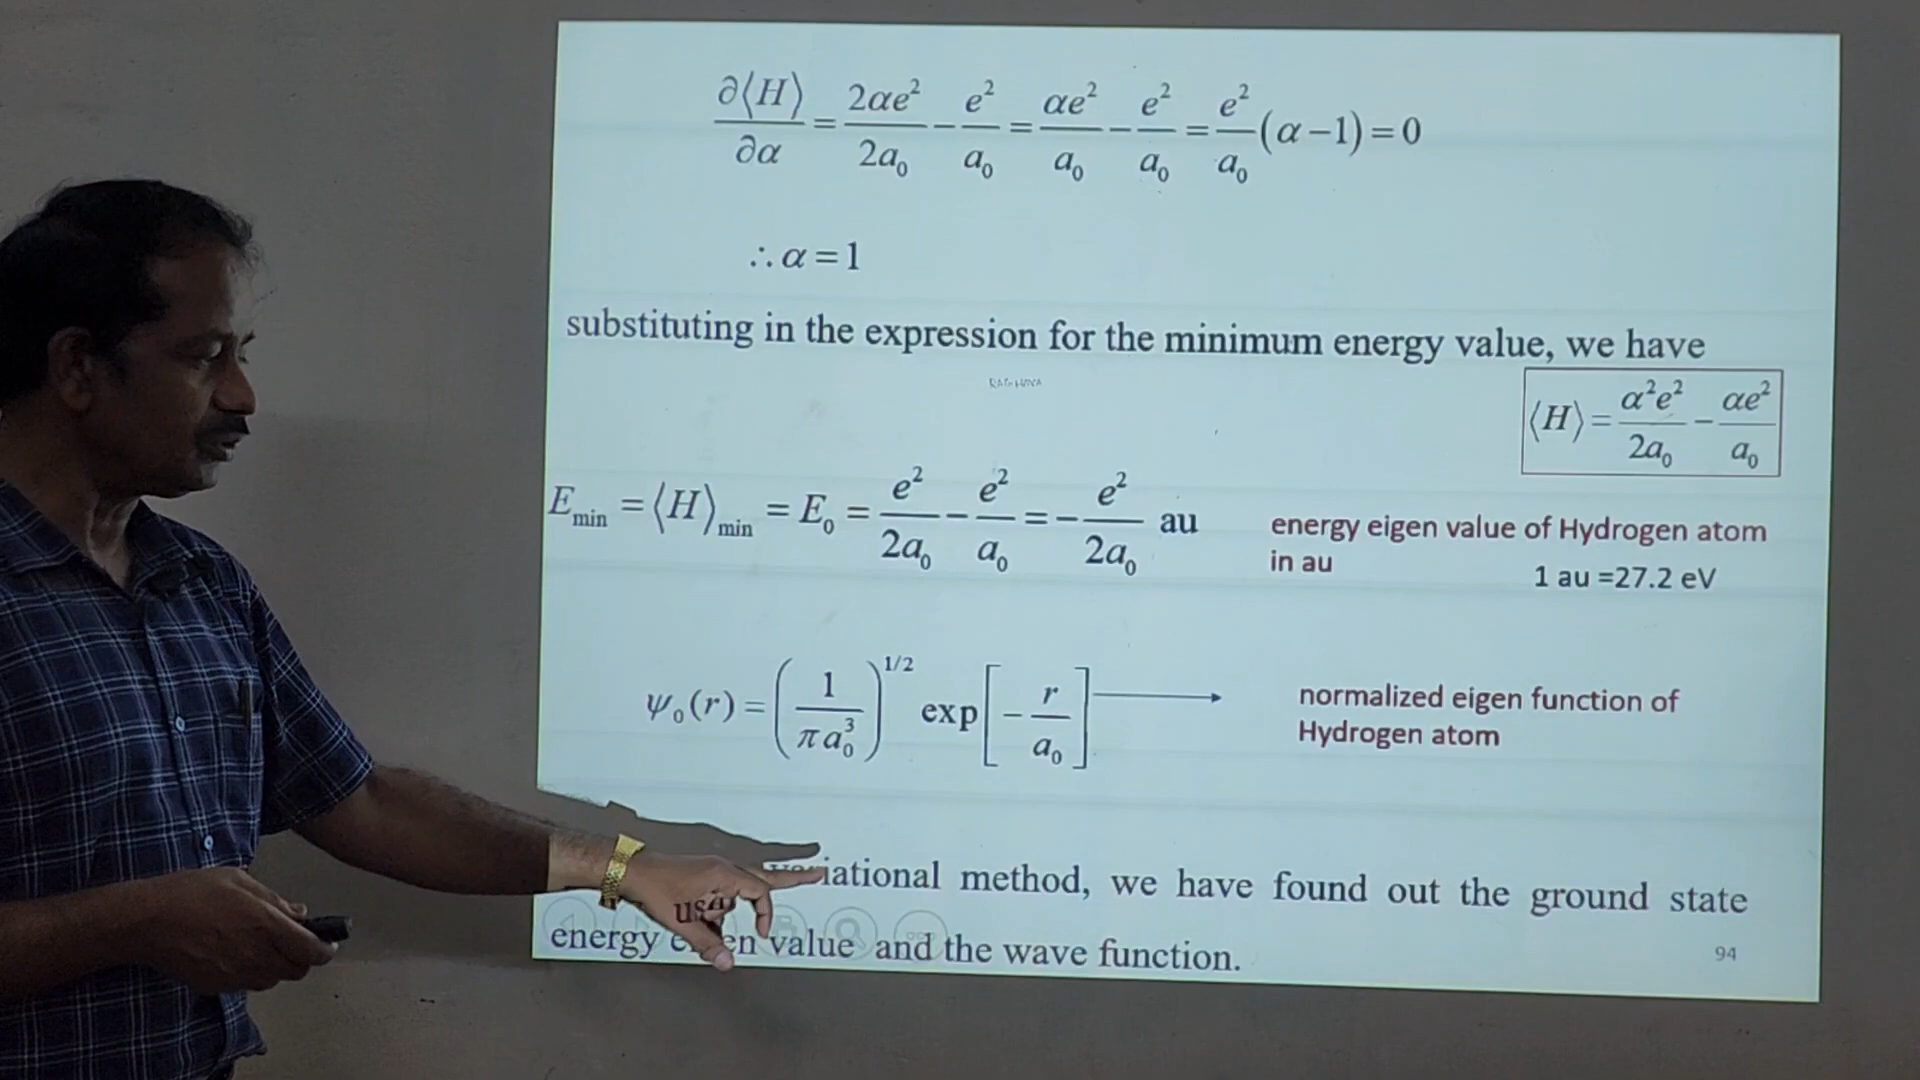 ∂⟨H⟩/∂α = 2αe²/2a₀ − e²/a₀ = αe²/a₀ − e²/a₀ = e²/a₀ (α − 1) = 0
∴ α = 1
substituting in the expression for the minimum energy value, we have
⟨H⟩ = α²e²/2a₀ − αe²/a₀
E_min = ⟨H⟩_min = E₀ = e²/2a₀ − e²/a₀ = − e²/2a₀ au
energy eigen value of Hydrogen atom
in au
1 au =27.2 eV
ψ₀(r) = (1/πa₀³)^1/2 exp[− r/a₀]
normalized eigen function of
Hydrogen atom
method, we have found out the ground state
energy value and the wave function.
94